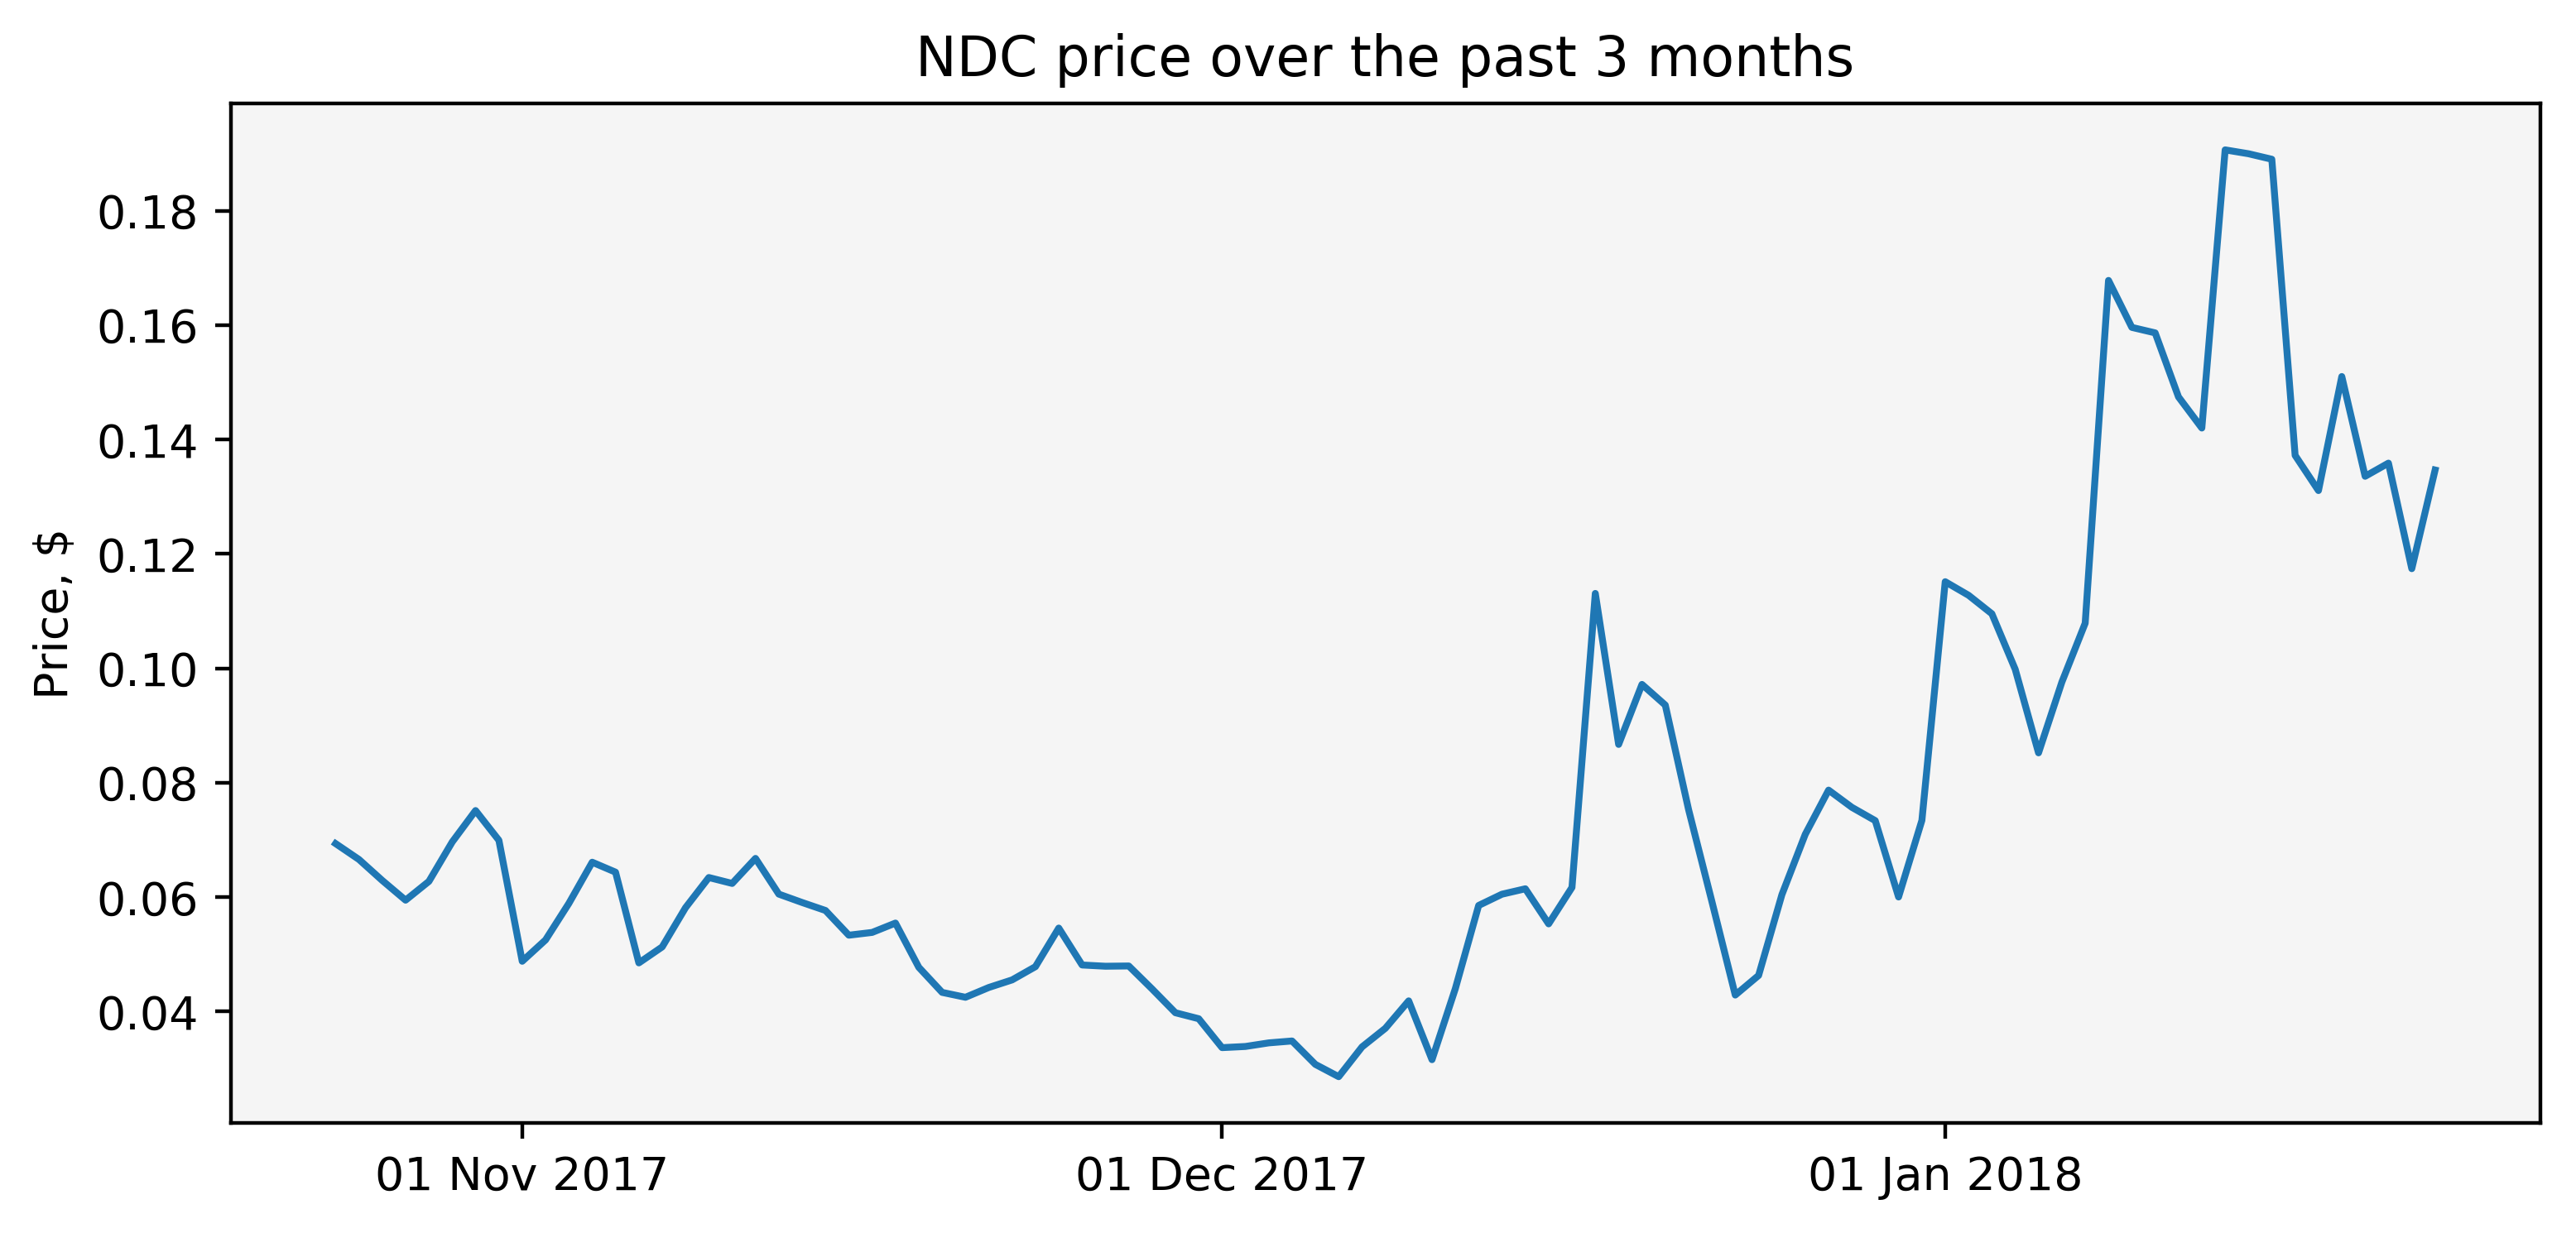 NDC price over the past 3 months
Price, $
0.18
0.16
0.14
0.12
0.10
0.08
0.06
0.04
01 Nov 2017
01 Dec 2017
01 Jan 2018